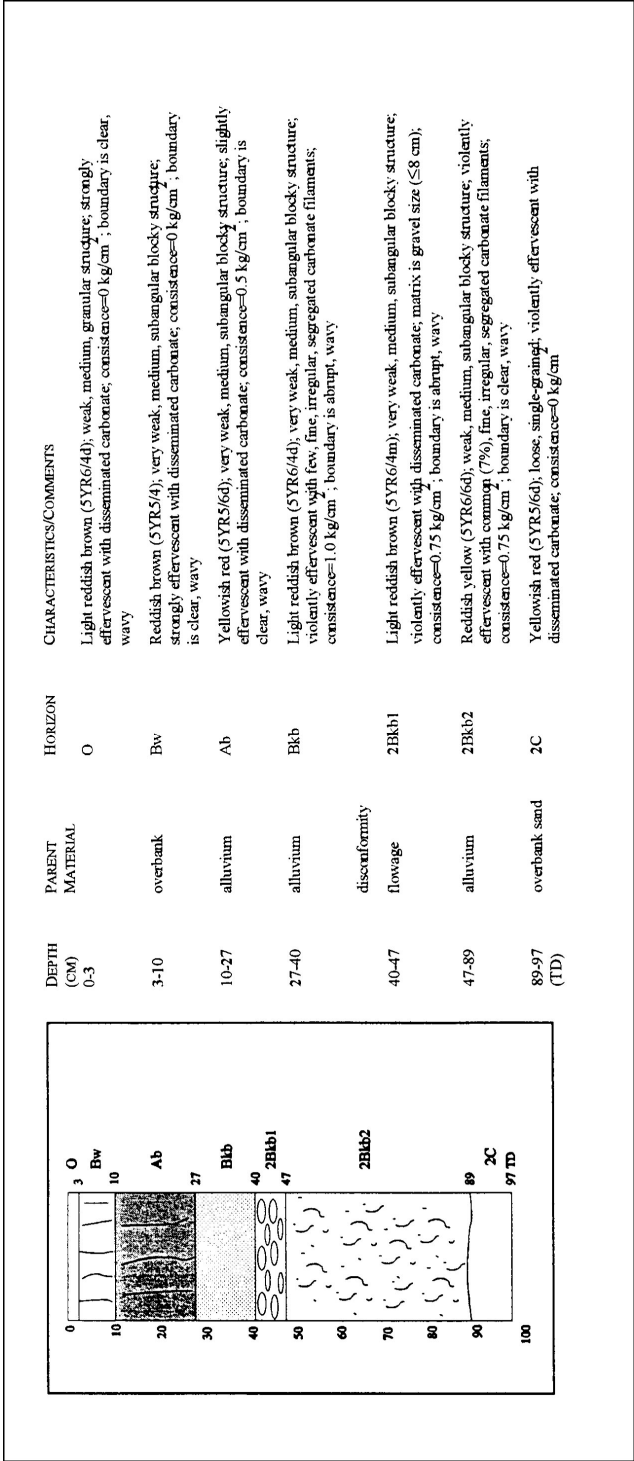 0
10
20
30
40
50
60
70
80
90
100
O
3
Bw
10
Ab
27
Bkb
40
2Bkb1
47
2Bkb2
89
2C
97 TD
DEPTH (CM) PARENT MATERIAL HORIZON CHARACTERISTICS/COMMENTS
0-3 O Light reddish brown (5YR6/4d); weak, medium, granular structure; strongly
effervescent with disseminated carbonate; consistence=0 kg/cm²; boundary is clear,
wavy
3-10 overbank Bw Reddish brown (5YR5/4); very weak, medium, subangular blocky structure;
strongly effervescent with disseminated carbonate; consistence=0 kg/cm²; boundary
is clear, wavy
10-27 alluvium Ab Yellowish red (5YR5/6d); very weak, medium, subangular blocky structure; slightly
effervescent with disseminated carbonate; consistence=0.5 kg/cm²; boundary is
clear, wavy
27-40 alluvium Bkb Light reddish brown (5YR6/4d); very weak, medium, subangular blocky structure;
violently effervescent with few, fine, irregular, segregated carbonate filaments;
consistence=1.0 kg/cm²; boundary is abrupt, wavy
disconformity
40-47 flowage 2Bkb1 Light reddish brown (5YR6/4m); very weak, medium, subangular blocky structure;
violently effervescent with disseminated carbonate; matrix is gravel size (≤8 cm);
consistence=0.75 kg/cm²; boundary is abrupt, wavy
47-89 alluvium 2Bkb2 Reddish yellow (5YR6/6d); weak, medium, subangular blocky structure; violently
effervescent with common (7%), fine, irregular, segregated carbonate filaments;
consistence=0.75 kg/cm²; boundary is clear, wavy
89-97 overbank sand 2C Yellowish red (5YR5/6d); loose, single-grained; violently effervescent with
(TD) disseminated carbonate; consistence=0 kg/cm²